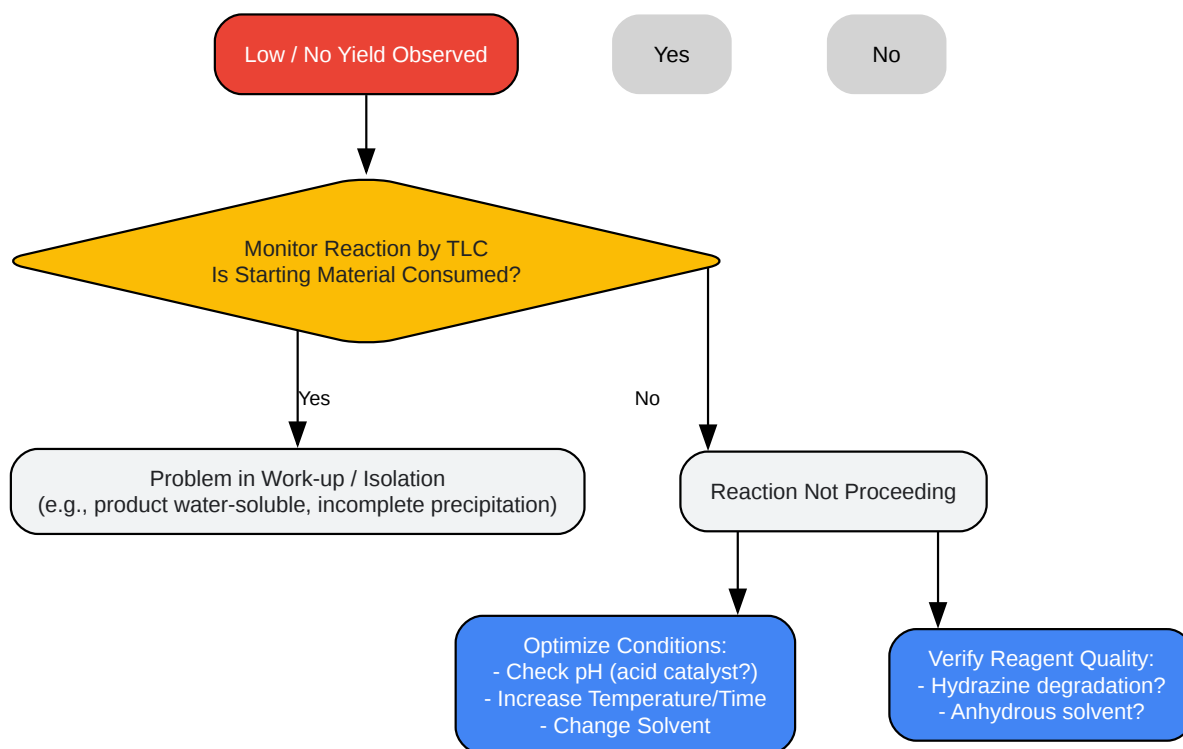 Low / No Yield Observed
Yes
No
Monitor Reaction by TLC
Is Starting Material Consumed?
Yes
No
Problem in Work-up / Isolation
(e.g., product water-soluble, incomplete precipitation)
Reaction Not Proceeding
Optimize Conditions:
- Check pH (acid catalyst?)
- Increase Temperature/Time
- Change Solvent
Verify Reagent Quality:
- Hydrazine degradation?
- Anhydrous solvent?